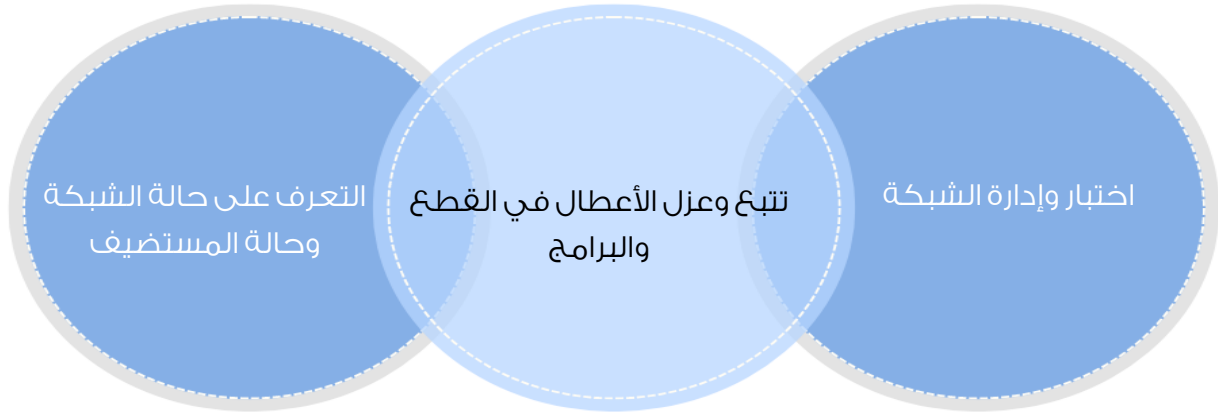 اختبار وإدارة الشبكة
تتبع وعزل الأعطال في القطع
والبرامج
التعرف على حالة الشبكة
وحالة المستضيف